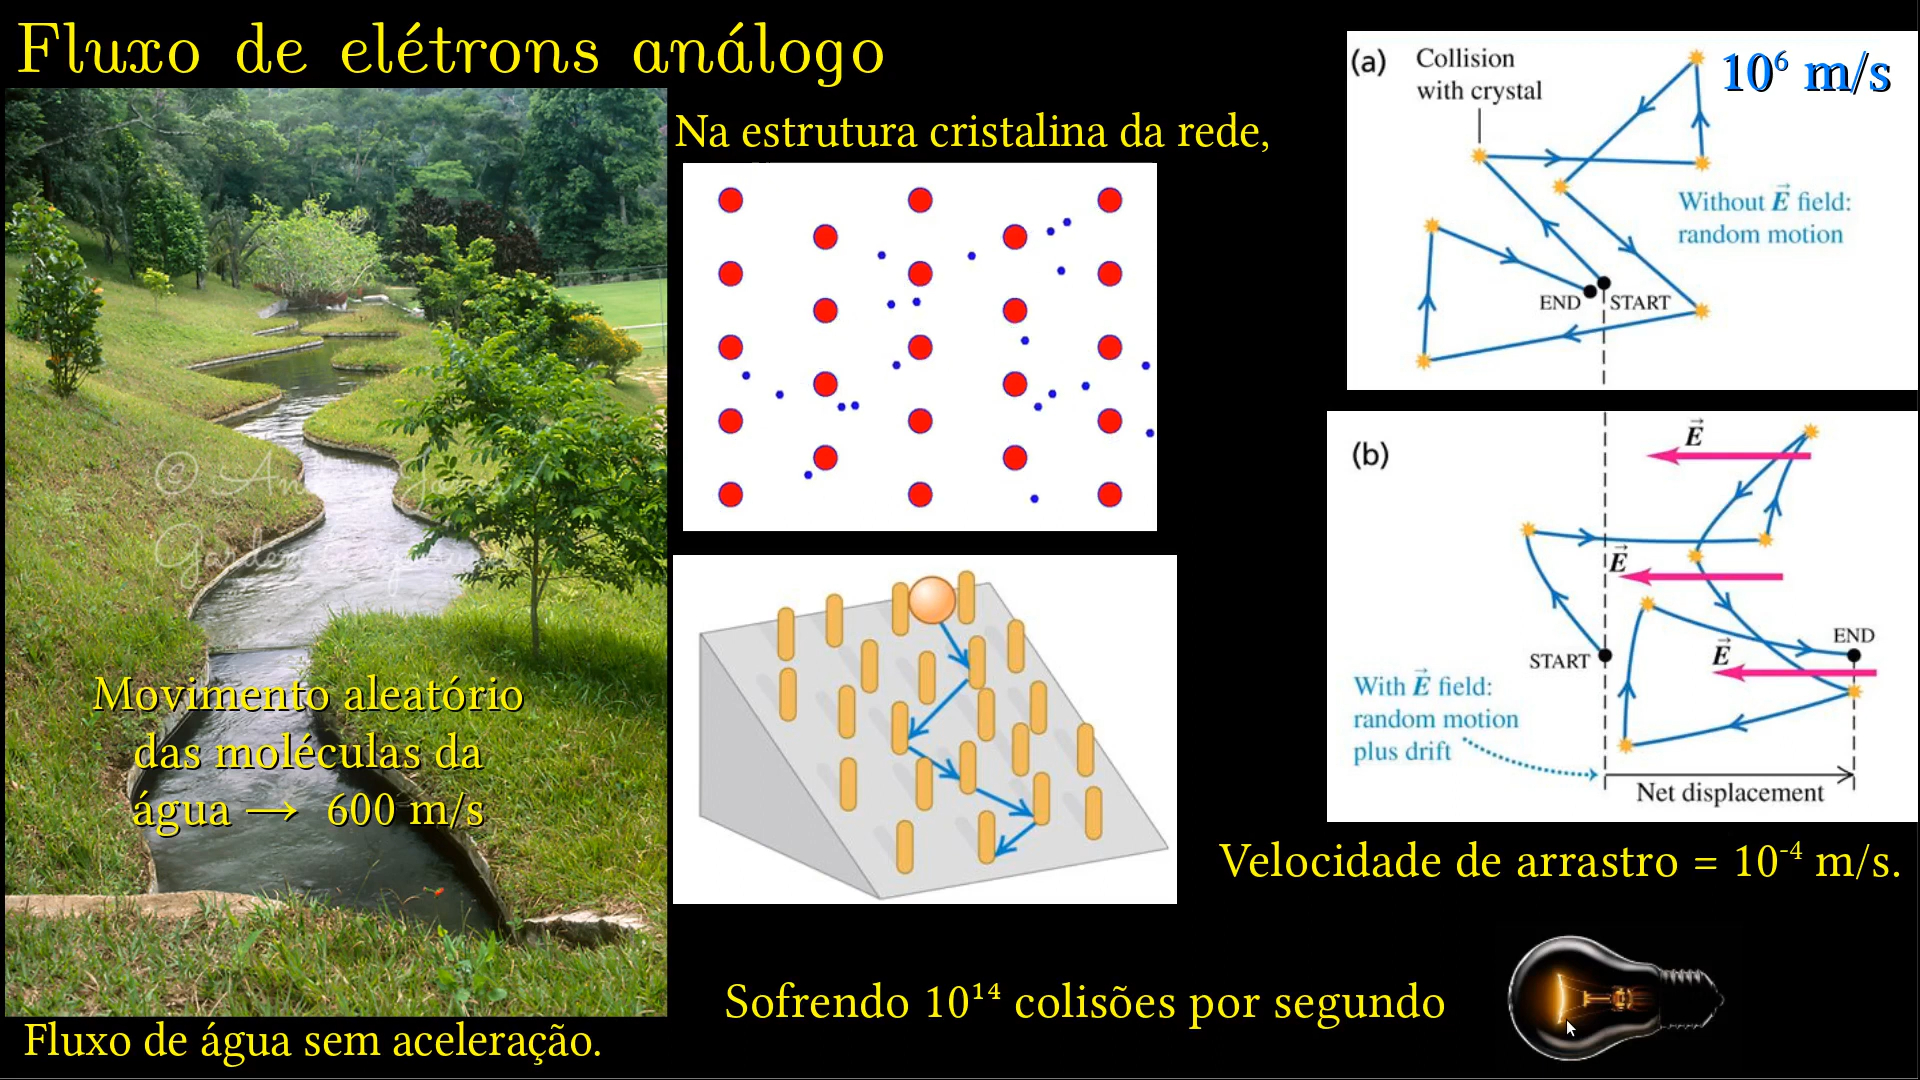 Fluxo de elétrons análogo
Na estrutura cristalina da rede,
(a)
Collision
with crystal
10⁶ m/s
Without E⃗ field:
random motion
END
START
© An
Garden
Movimento aleatório
das moléculas da
água → 600 m/s
Fluxo de água sem aceleração.
(b)
E⃗
E⃗
E⃗
START
END
With E⃗ field:
random motion
plus drift
Net displacement
Velocidade de arrastro = 10⁻⁴ m/s.
Sofrendo 10¹⁴ colisões por segundo